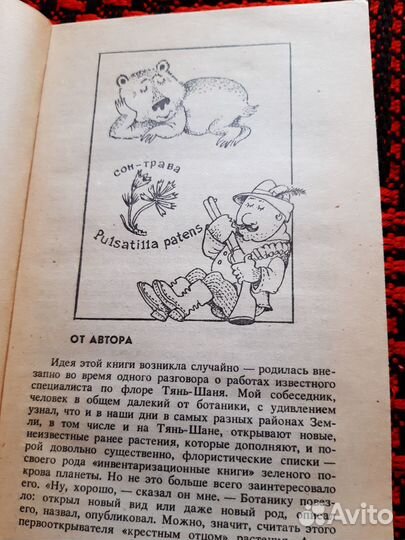 сон-трава
Pulsatilla patens
ОТ АВТОРА
Идея этой книги возникла случайно — родилась вне-
запно во время одного разговора о работах известного
специалиста по флоре Тянь-Шаня. Мой собеседник,
человек в общем далекий от ботаники, с удивлением
узнал, что и в наши дни в самых разных районах Зем-
ли, в том числе и на Тянь-Шане, открывают новые,
неизвестные ранее растения, которые дополняют, и по-
рой довольно существенно, флористические списки —
своего рода «инвентаризационные книги» зеленого по-
крова планеты. Но не это больше всего заинтересовало
его. «Ну, хорошо, — сказал он мне. — Ботанику повез-
ло: открыл новый вид или даже новый род, описал
его, назвал, опубликовал. Можно, значит, считать этого
первооткрывателя «крестным отцом» растения.
Avito